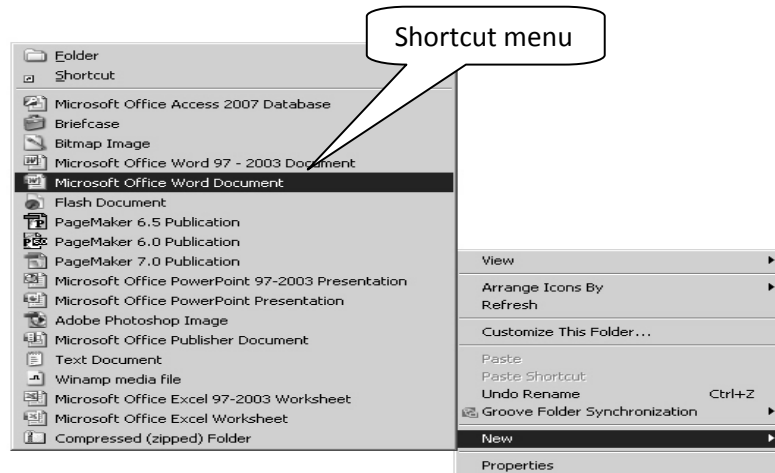 Shortcut menu
Folder
Shortcut
Microsoft Office Access 2007 Database
Briefcase
Bitmap Image
Microsoft Office Word 97 - 2003 Document
Microsoft Office Word Document
Flash Document
PageMaker 6.5 Publication
PageMaker 6.0 Publication
PageMaker 7.0 Publication
Microsoft Office PowerPoint 97-2003 Presentation
Microsoft Office PowerPoint Presentation
Adobe Photoshop Image
Microsoft Office Publisher Document
Text Document
Winamp media file
Microsoft Office Excel 97-2003 Worksheet
Microsoft Office Excel Worksheet
Compressed (zipped) Folder
View
Arrange Icons By
Refresh
Customize This Folder...
Paste
Paste Shortcut
Undo Rename Ctrl+Z
Groove Folder Synchronization
New
Properties